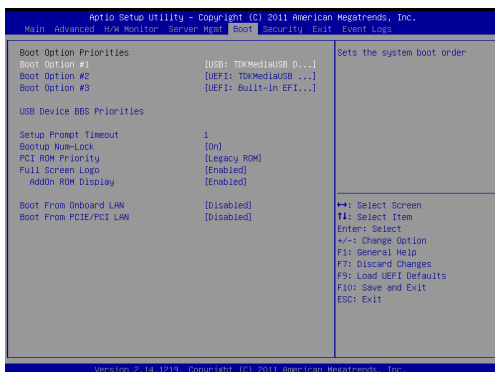 Aptio Setup Utility – Copyright (C) 2011 American Megatrends, Inc.
Main Advanced H/W Monitor Server Mgmt Boot Security Exit Event Logs
Boot Option Priorities
Boot Option #1 [USB: TDKMediaUSB D...]
Boot Option #2 [UEFI: TDKMediaUSB ...]
Boot Option #3 [UEFI: Built-in EFI...]
USB Device BBS Priorities
Setup Prompt Timeout 1
Bootup Num-Lock [On]
PCI ROM Priority [Legacy ROM]
Full Screen Logo [Enabled]
AddOn ROM Display [Enabled]
Boot From Onboard LAN [Disabled]
Boot From PCIE/PCI LAN [Disabled]
Sets the system boot order
↔: Select Screen
↑↓: Select Item
Enter: Select
+/-: Change Option
F1: General Help
F7: Discard Changes
F9: Load UEFI Defaults
F10: Save and Exit
ESC: Exit
Version 2.14.1219. Copyright (C) 2011 American Megatrends, Inc.